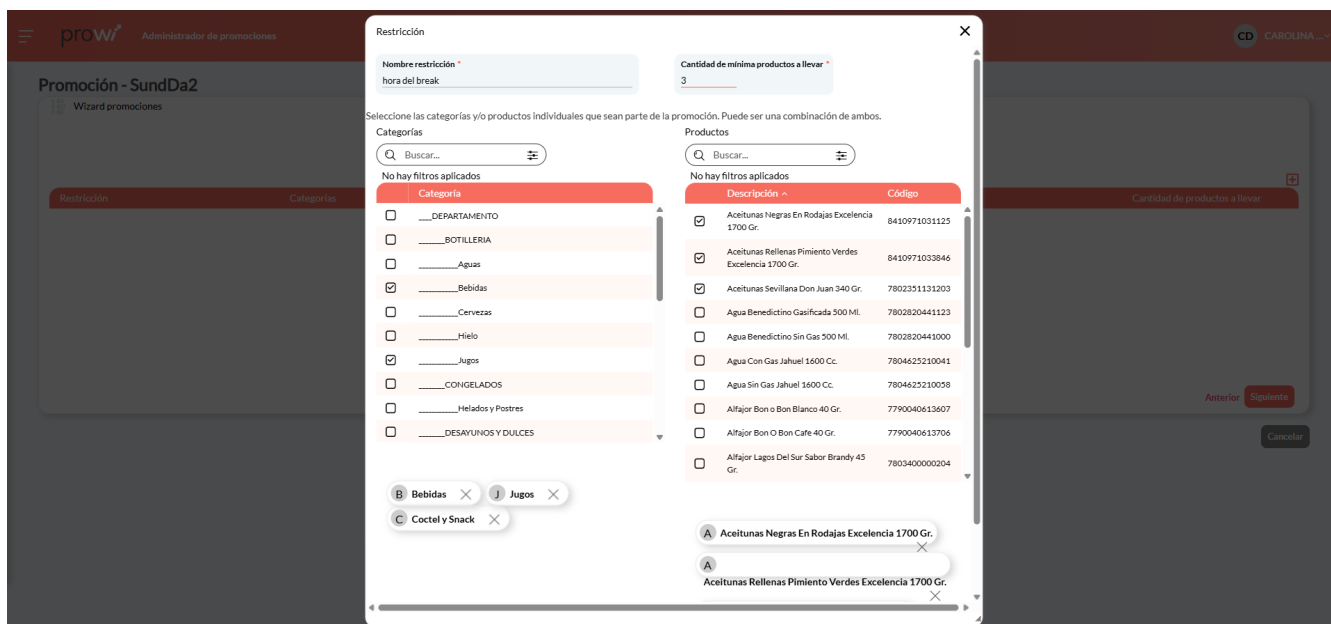 prowi
Administrador de promociones
CD CAROLINA ...
Promoción - SundDa2
Wizard promociones
Restricción
Categorías
Cantidad de productos a llevar
Anterior Siguiente
Cancelar
Restricción
Nombre restricción *
hora del break
Cantidad de mínima productos a llevar *
3
Seleccione las categorías y/o productos individuales que sean parte de la promoción. Puede ser una combinación de ambos.
Categorías
Buscar...
No hay filtros aplicados
Categoría
___DEPARTAMENTO
______BOTILLERIA
_________Aguas
_________Bebidas
_________Cervezas
_________Hielo
_________Jugos
______CONGELADOS
_________Helados y Postres
______DESAYUNOS Y DULCES
B Bebidas
J Jugos
C Coctel y Snack
Productos
Buscar...
No hay filtros aplicados
Descripción Código
Aceitunas Negras En Rodajas Excelencia
1700 Gr. 8410971031125
Aceitunas Rellenas Pimiento Verdes
Excelencia 1700 Gr. 8410971033846
Aceitunas Sevillana Don Juan 340 Gr. 7802351131203
Agua Benedictino Gasificada 500 Ml. 7802820441123
Agua Benedictino Sin Gas 500 Ml. 7802820441000
Agua Con Gas Jahuel 1600 Cc. 7804625210041
Agua Sin Gas Jahuel 1600 Cc. 7804625210058
Alfajor Bon o Bon Blanco 40 Gr. 7790040613607
Alfajor Bon O Bon Cafe 40 Gr. 7790040613706
Alfajor Lagos Del Sur Sabor Brandy 45
Gr. 7803400000204
A Aceitunas Negras En Rodajas Excelencia 1700 Gr.
A
Aceitunas Rellenas Pimiento Verdes Excelencia 1700 Gr.